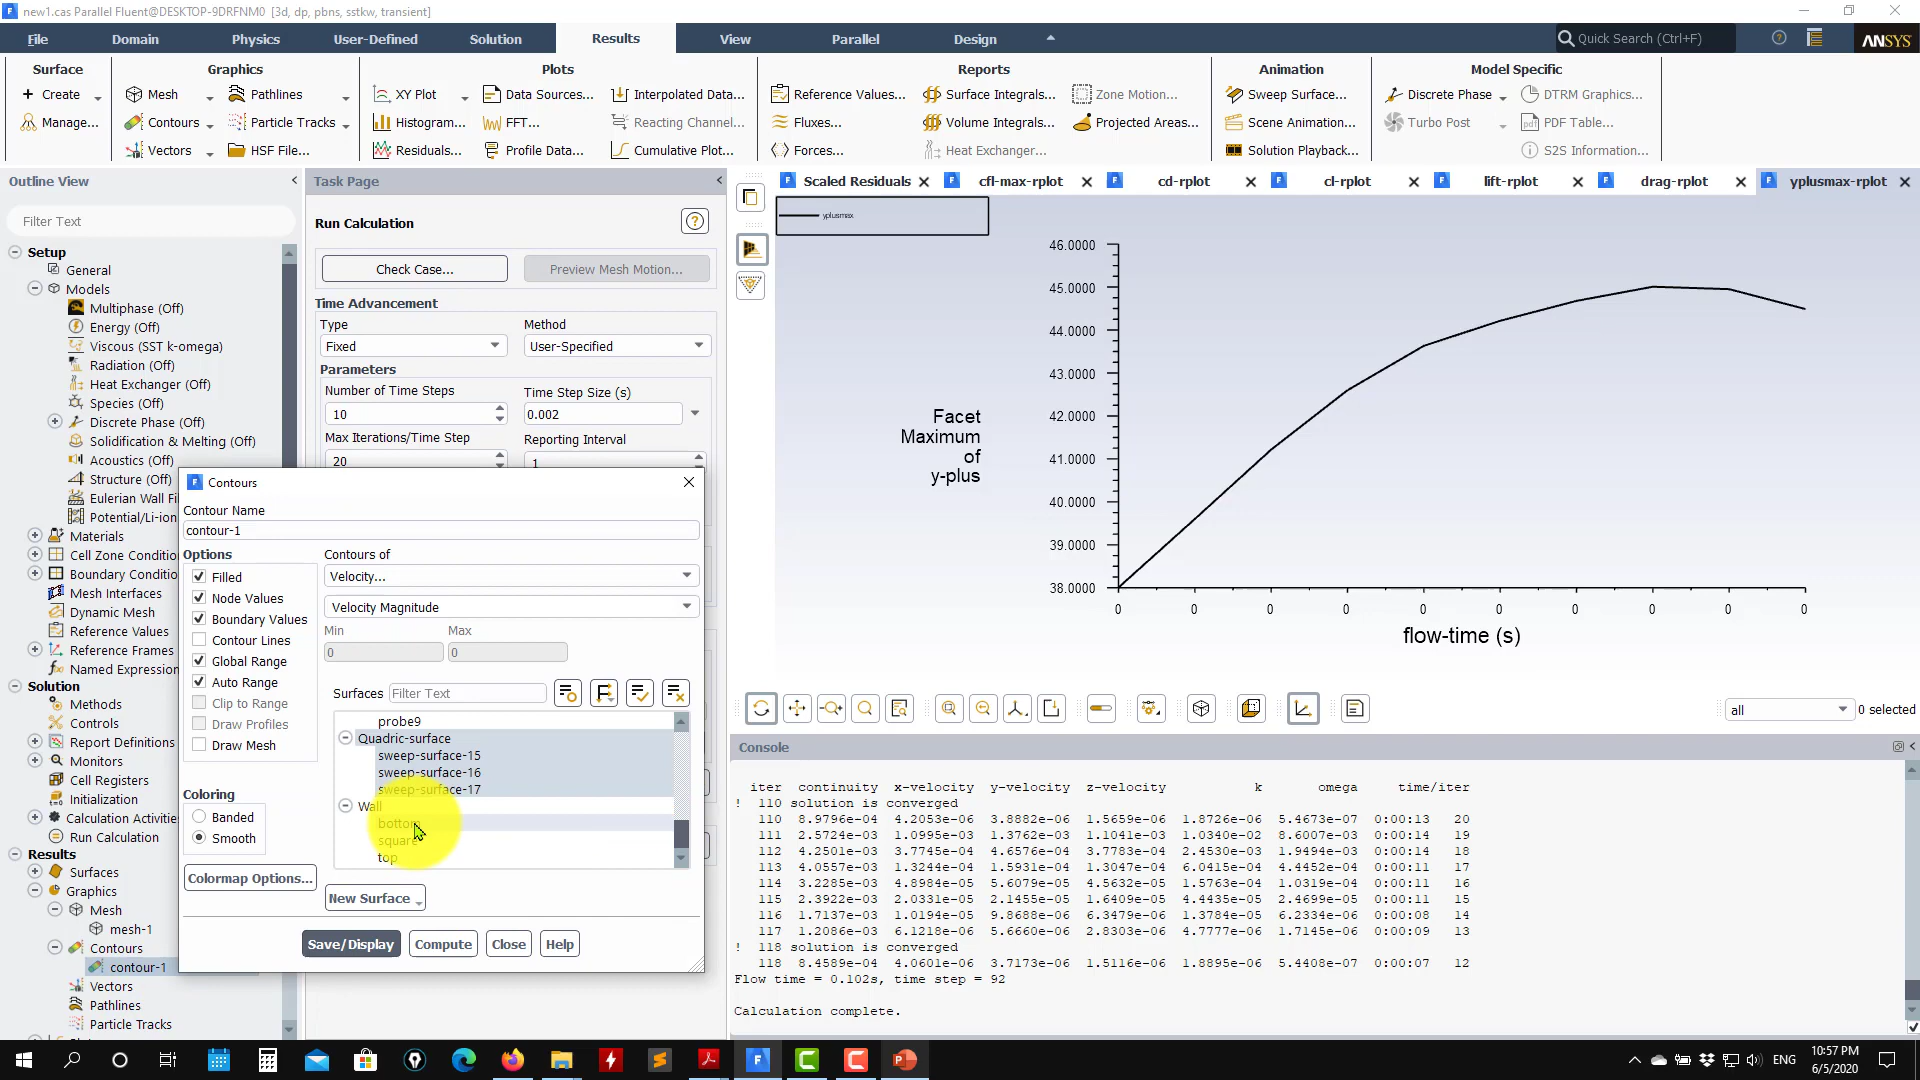 new1.cas Parallel Fluent@DESKTOP-9DRFNM0 [3d, dp, pbns, sstkw, transient]
File Domain Physics User-Defined Solution Results View Parallel Design Quick Search (Ctrl+F) ANSYS
Surface
Create
Manage...
Graphics
Mesh Pathlines
Contours Particle Tracks
Vectors HSF File...
Plots
XY Plot Data Sources... Interpolated Data...
Histogram... FFT... Reacting Channel...
Residuals... Profile Data... Cumulative Plot...
Reports
Reference Values... Surface Integrals... Zone Motion...
Fluxes... Volume Integrals... Projected Areas...
Forces... Heat Exchanger...
Animation
Sweep Surface...
Scene Animation...
Solution Playback...
Model Specific
Discrete Phase DTRM Graphics...
Turbo Post PDF Table...
S2S Information...
Outline View
Filter Text
Setup
General
Models
Multiphase (Off)
Energy (Off)
Viscous (SST k-omega)
Radiation (Off)
Heat Exchanger (Off)
Species (Off)
Discrete Phase (Off)
Solidification & Melting (Off)
Acoustics (Off)
Structure (Off)
Eulerian Wall Fil
Potential/Li-ion
Materials
Cell Zone Conditio
Boundary Conditio
Mesh Interfaces
Dynamic Mesh
Reference Values
Reference Frames
Named Expression
Solution
Methods
Controls
Report Definitions
Monitors
Cell Registers
Initialization
Calculation Activitie
Run Calculation
Results
Surfaces
Graphics
Mesh
mesh-1
Contours
contour-1
Vectors
Pathlines
Particle Tracks
Task Page
Run Calculation
Check Case... Preview Mesh Motion...
Time Advancement
Type Method
Fixed User-Specified
Parameters
Number of Time Steps Time Step Size (s)
10 0.002
Max Iterations/Time Step Reporting Interval
20 1
Contours
Contour Name
contour-1
Options
Filled
Node Values
Boundary Values
Contour Lines
Global Range
Auto Range
Clip to Range
Draw Profiles
Draw Mesh
Coloring
Banded
Smooth
Colormap Options...
Contours of
Velocity...
Velocity Magnitude
Min Max
0 0
Surfaces Filter Text
probe9
Quadric-surface
sweep-surface-15
sweep-surface-16
sweep-surface-17
Wall
bottom
square
top
New Surface
Save/Display Compute Close Help
Scaled Residuals cfl-max-rplot cd-rplot cl-rplot lift-rplot drag-rplot yplusmax-rplot
yplusmax
46.0000
45.0000
44.0000
43.0000
42.0000
41.0000
40.0000
39.0000
38.0000
Facet
Maximum
of
y-plus
0 0 0 0 0 0 0 0 0 0
flow-time (s)
all 0 selected
Console
iter continuity x-velocity y-velocity z-velocity k omega time/iter
! 110 solution is converged
110 8.9796e-04 4.2053e-06 3.8882e-06 1.5659e-06 1.8726e-06 5.4673e-07 0:00:13 20
111 2.5724e-03 1.0995e-03 1.3762e-03 1.1041e-03 1.0340e-02 8.6007e-03 0:00:14 19
112 4.2501e-03 3.7745e-04 4.6576e-04 3.7783e-04 2.4530e-03 1.9494e-03 0:00:14 18
113 4.0557e-03 1.3244e-04 1.5931e-04 1.3047e-04 6.0415e-04 4.4452e-04 0:00:11 17
114 3.2285e-03 4.8984e-05 5.6079e-05 4.5632e-05 1.5763e-04 1.0319e-04 0:00:14 16
115 2.3922e-03 2.0331e-05 2.1455e-05 1.6409e-05 4.4435e-05 2.4699e-05 0:00:11 15
116 1.7137e-03 1.0194e-05 9.8688e-06 6.3479e-06 1.3784e-05 6.2334e-06 0:00:08 14
117 1.2086e-03 6.1218e-06 5.6660e-06 2.8303e-06 4.7777e-06 1.7145e-06 0:00:09 13
! 118 solution is converged
118 8.4589e-04 4.0601e-06 3.7173e-06 1.5116e-06 1.8895e-06 5.4408e-07 0:00:07 12
Flow time = 0.102s, time step = 92
Calculation complete.
ENG 10:57 PM
6/5/2020